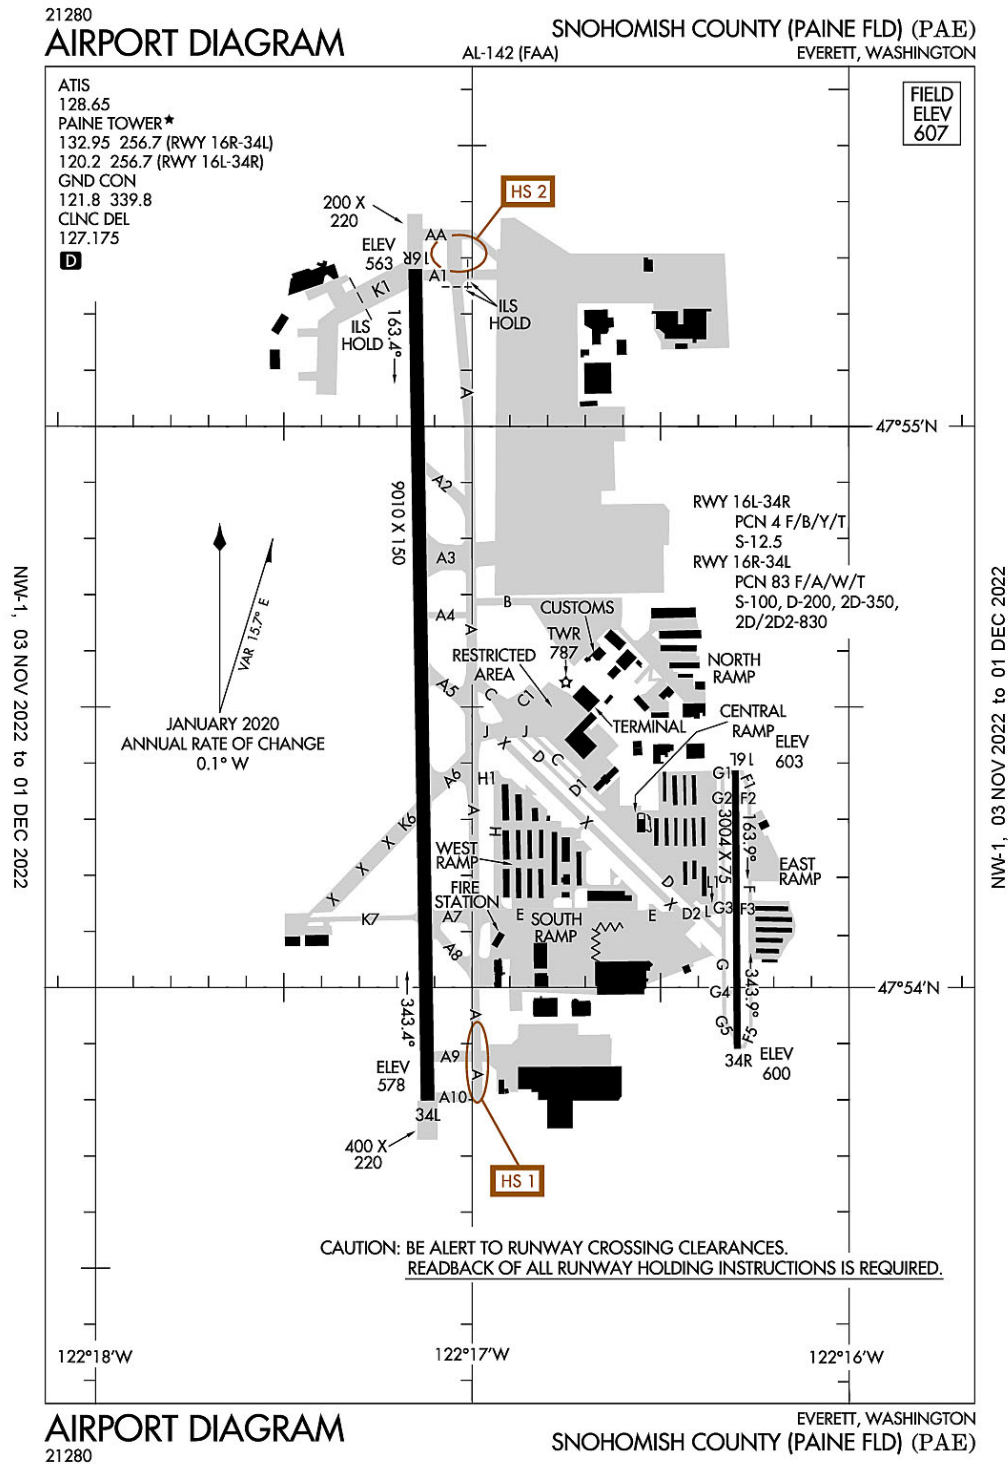 21280
AIRPORT DIAGRAM
AL-142 (FAA)
SNOHOMISH COUNTY (PAINE FLD) (PAE)
EVERETT, WASHINGTON
ATIS
128.65
PAINE TOWER★
132.95 256.7 (RWY 16R-34L)
120.2 256.7 (RWY 16L-34R)
GND CON
121.8 339.8
CLNC DEL
127.175
D
FIELD
ELEV
607
HS 2
200 X
220
AA
ELEV
563
16R
A1
K1
ILS
HOLD
ILS
HOLD
163.4°
A
47°55'N
A2
9010 X 150
RWY 16L-34R
PCN 4 F/B/Y/T
S-12.5
RWY 16R-34L
PCN 83 F/A/W/T
S-100, D-200, 2D-350,
2D/2D2-830
A3
B
A4
CUSTOMS
TWR
787
A
RESTRICTED
AREA
NORTH
RAMP
VAR 15.7° E
JANUARY 2020
ANNUAL RATE OF CHANGE
0.1° W
A5
C
C1
TERMINAL
CENTRAL
RAMP
J
J
X
D
C
D1
ELEV
603
16L
A6
H1
G1
F1
G2
F2
A
X
K6
X
X
X
H
3004 X 75
163.9°
WEST
RAMP
EAST
RAMP
FIRE
STATION
D
X
L1
F
K7
A7
E
SOUTH
RAMP
E
D2
L
G3
F3
A8
G
47°54'N
G4
343.9°
343.4°
A
G5
F5
A9
34R
ELEV
600
ELEV
578
A
A10
34L
400 X
220
HS 1
CAUTION: BE ALERT TO RUNWAY CROSSING CLEARANCES.
READBACK OF ALL RUNWAY HOLDING INSTRUCTIONS IS REQUIRED.
122°18'W
122°17'W
122°16'W
NW-1, 03 NOV 2022 to 01 DEC 2022
NW-1, 03 NOV 2022 to 01 DEC 2022
AIRPORT DIAGRAM
21280
EVERETT, WASHINGTON
SNOHOMISH COUNTY (PAINE FLD) (PAE)